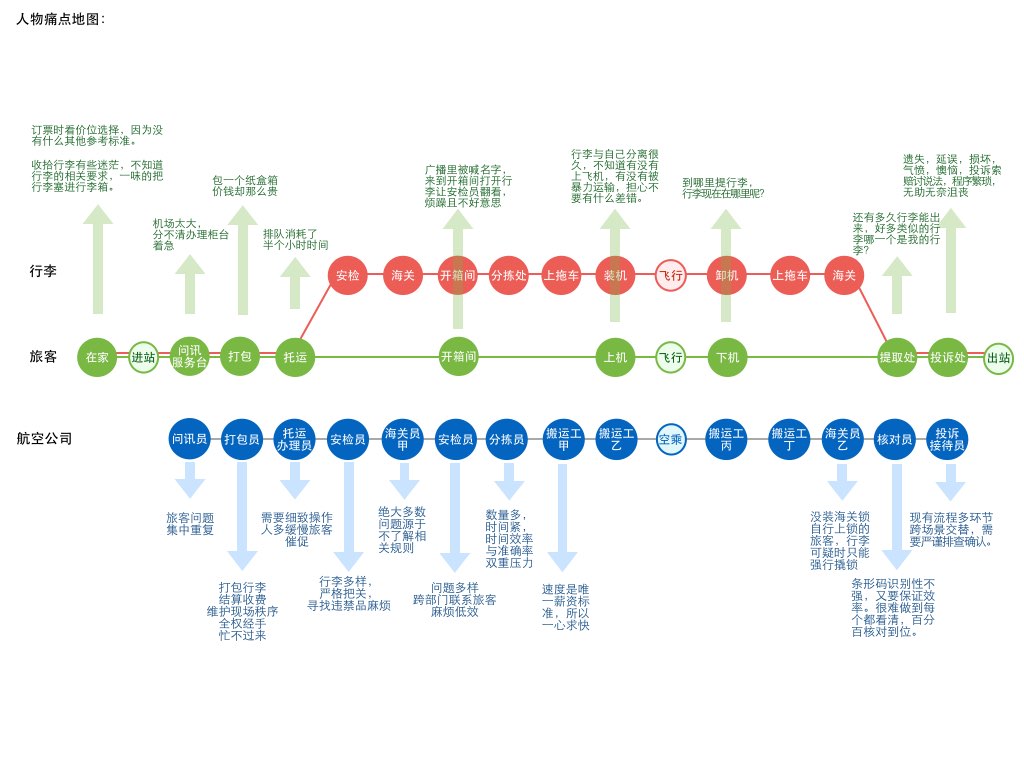 人物痛点地图：
订票时看价位选择，因为没
有什么其他参考标准。
收拾行李有些迷茫，不知道
行李的相关要求，一味的把
行李塞进行李箱。
机场太大，
分不清办理柜台
着急
包一个纸盒箱
价钱却那么贵
排队消耗了
半个小时时间
广播里被喊名字，
来到开箱间打开行
李让安检员翻看，
烦躁且不好意思
行李与自己分离很
久，不知道有没有
上飞机，有没有被
暴力运输，担心不
要有什么差错。
到哪里提行李，
行李现在在哪里呢？
还有多久行李能出
来，好多类似的行
李哪一个是我的行
李？
遗失，延误，损坏，
气愤，懊恼，投诉索
赔讨说法，程序繁琐，
无助无奈沮丧
行李
安检
海关
开箱间
分拣处
上拖车
装机
飞行
卸机
上拖车
海关
旅客
在家
进站
问讯
服务台
打包
托运
开箱间
上机
飞行
下机
提取处
投诉处
出站
航空公司
问讯员
打包员
托运
办理员
安检员
海关员
甲
安检员
分拣员
搬运工
甲
搬运工
乙
空乘
搬运工
丙
搬运工
丁
海关员
乙
核对员
投诉
接待员
旅客问题
集中重复
打包行李
结算收费
维护现场秩序
全权经手
忙不过来
需要细致操作
人多缓慢旅客
催促
行李多样，
严格把关，
寻找违禁品麻烦
绝大多数
问题源于
不了解相
关规则
问题多样
跨部门联系旅客
麻烦低效
数量多，
时间紧，
时间效率
与准确率
双重压力
速度是唯
一薪资标
准，所以
一心求快
没装海关锁
自行上锁的
旅客，行李
可疑时只能
强行撬锁
条形码识别性不
强，又要保证效
率。很难做到每
个都看清，百分
百核对到位。
现有流程多环节
跨场景交替，需
要严谨排查确认。